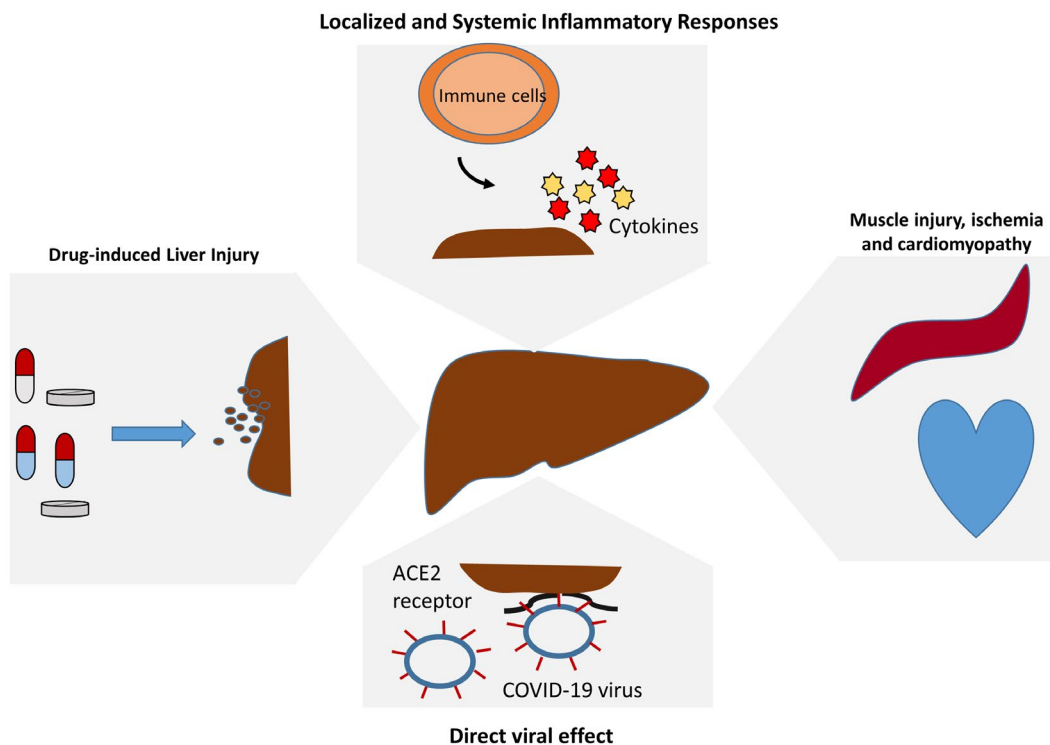 Localized and Systemic Inflammatory Responses
Immune cells
Cytokines
Muscle injury, ischemia
and cardiomyopathy
Drug-induced Liver Injury
ACE2
receptor
COVID-19 virus
Direct viral effect